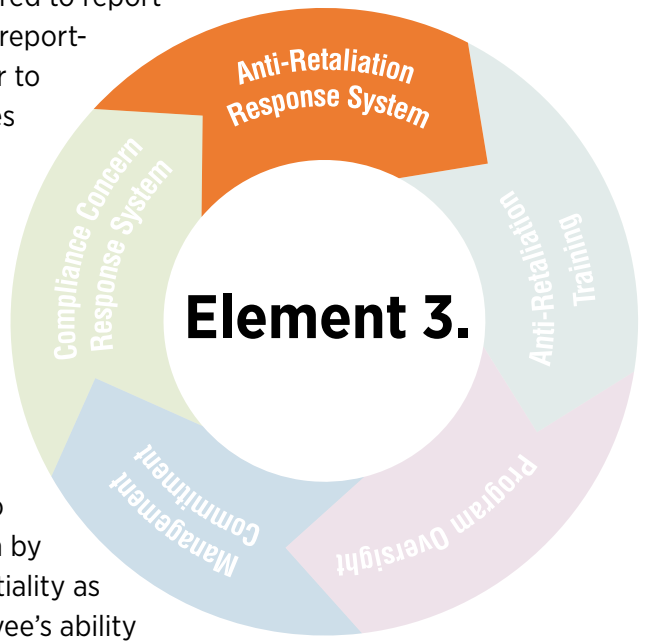 red to report
report-
r to
es
Anti-Retaliation
Response System
Anti-Retaliation
Training
Program Oversight
Management
Commitment
Compliance Concern
Response System
Element 3.
by
tiality as
ee's ability